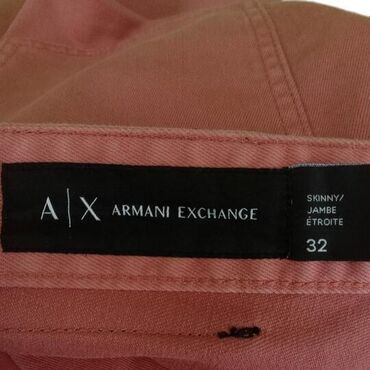 A|X ARMANI EXCHANGE
SKINNY/
JAMBE
ÉTROITE
32